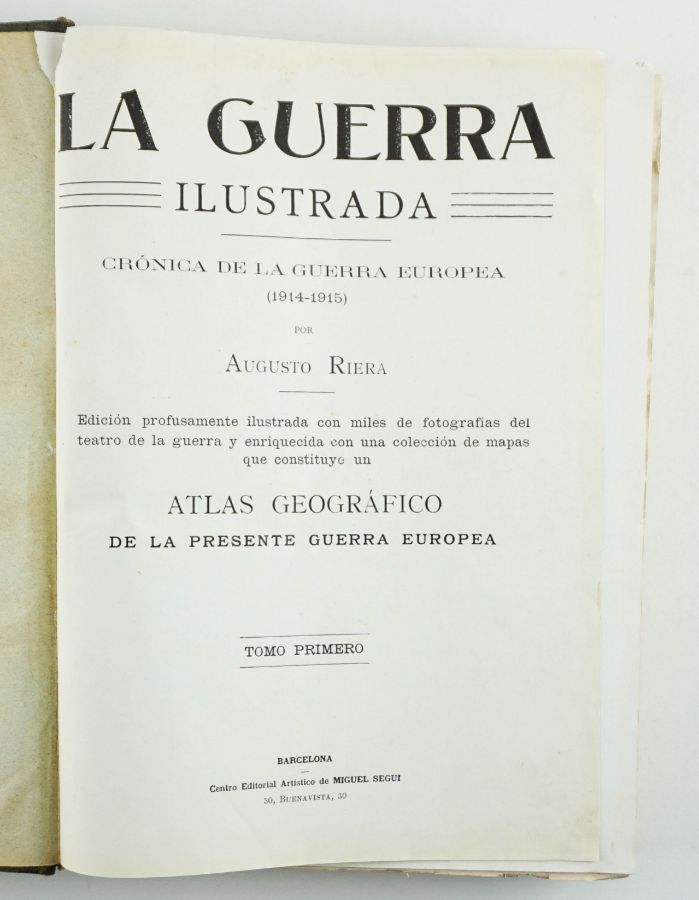 LA GUERRA
ILUSTRADA
CRÓNICA DE LA GUERRA EUROPEA
(1914-1915)
POR
AUGUSTO RIERA
Edición profusamente ilustrada con miles de fotografías del
teatro de la guerra y enriquecida con una colección de mapas
que constituye un
ATLAS GEOGRÁFICO
DE LA PRESENTE GUERRA EUROPEA
TOMO PRIMERO
BARCELONA
Centro Editorial Artístico de MIGUEL SEGUÍ
30, BUENAVISTA, 30